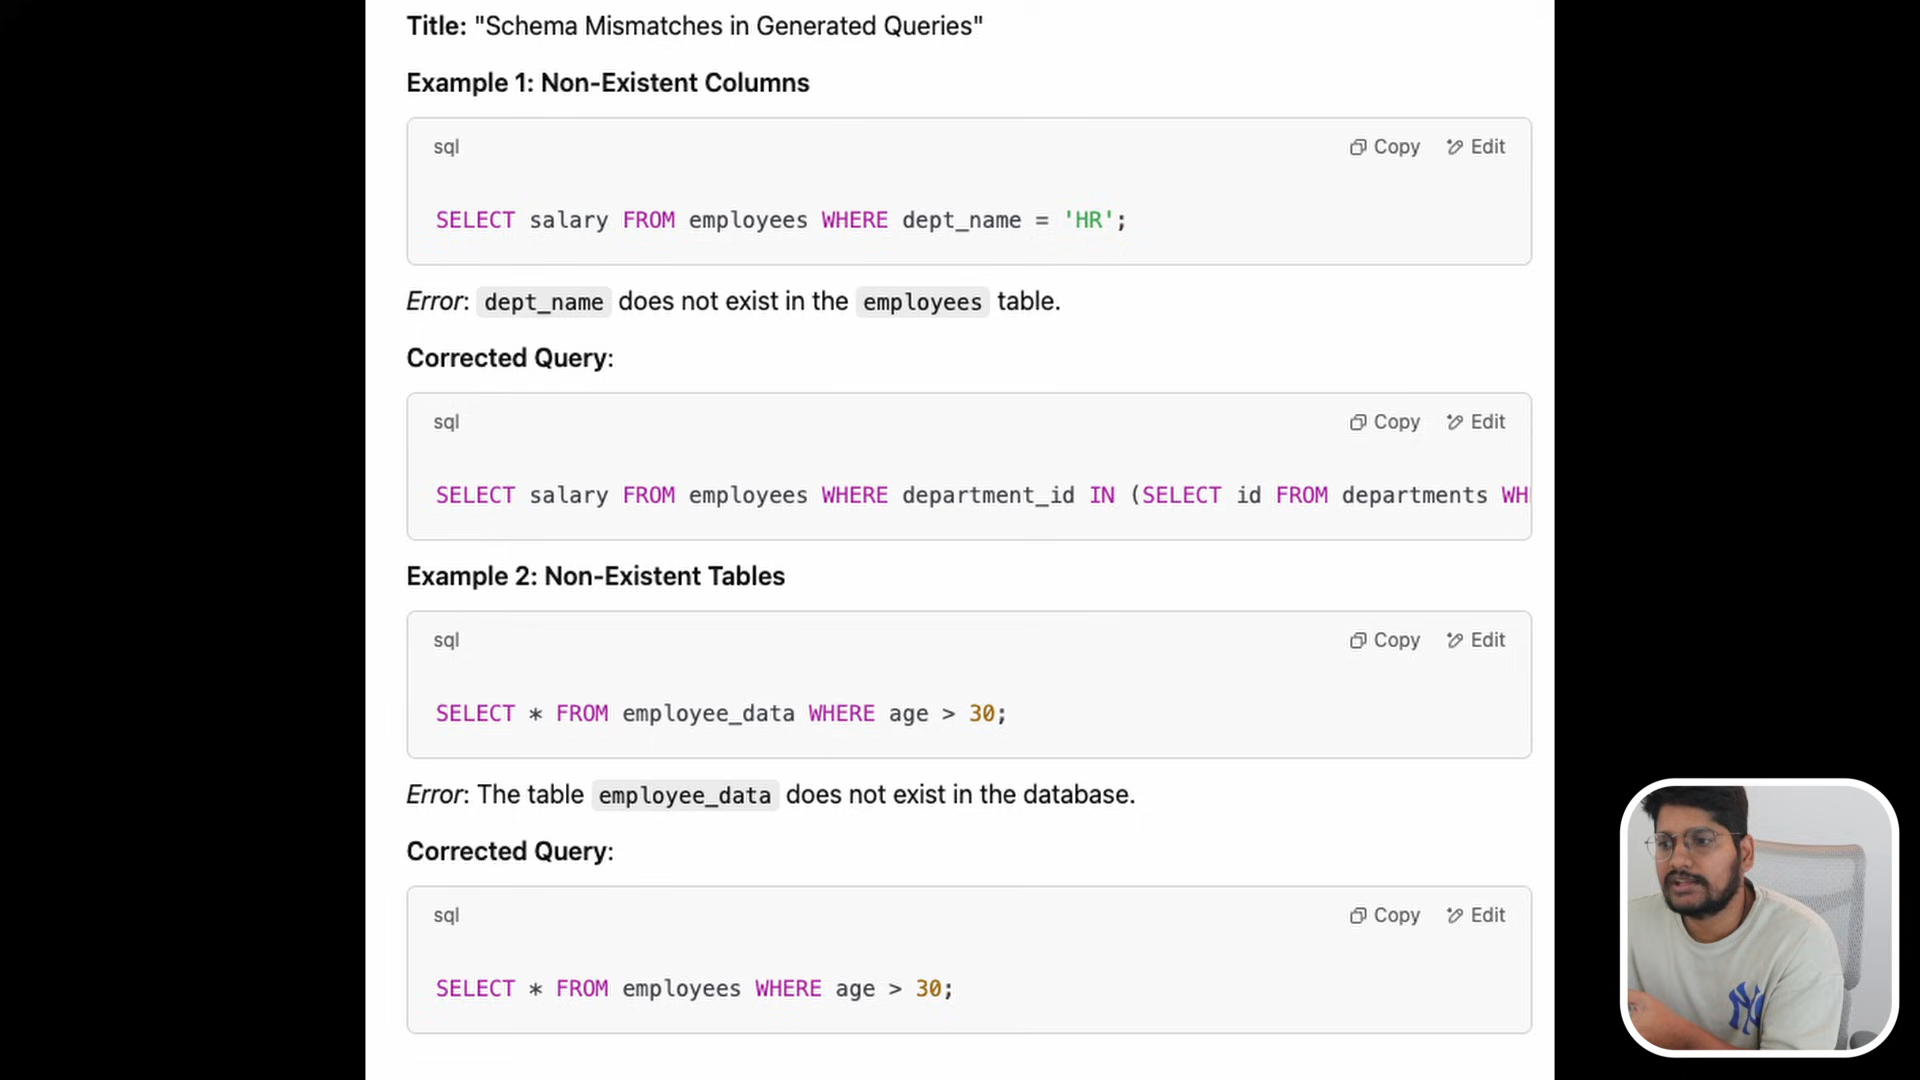 Title: "Schema Mismatches in Generated Queries"
Example 1: Non-Existent Columns
sql Copy Edit
SELECT salary FROM employees WHERE dept_name = 'HR';
Error: dept_name does not exist in the employees table.
Corrected Query:
sql Copy Edit
SELECT salary FROM employees WHERE department_id IN (SELECT id FROM departments WH
Example 2: Non-Existent Tables
sql Copy Edit
SELECT * FROM employee_data WHERE age > 30;
Error: The table employee_data does not exist in the database.
Corrected Query:
sql Copy Edit
SELECT * FROM employees WHERE age > 30;
NY